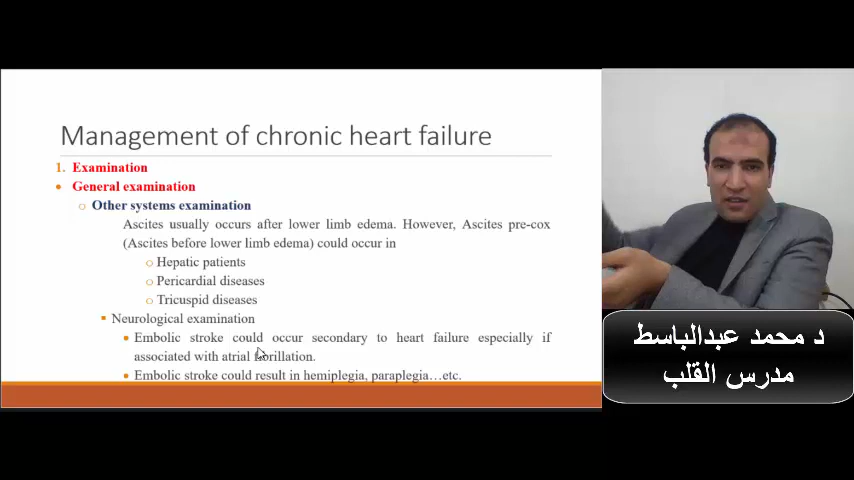 Management of chronic heart failure
1. Examination
• General examination
○ Other systems examination
Ascites usually occurs after lower limb edema. However, Ascites pre-cox
(Ascites before lower limb edema) could occur in
○ Hepatic patients
○ Pericardial diseases
○ Tricuspid diseases
▪ Neurological examination
▪ Embolic stroke could occur secondary to heart failure especially if
associated with atrial fibrillation.
▪ Embolic stroke could result in hemiplegia, paraplegia…etc.
د محمد عبدالباسط
مدرس القلب